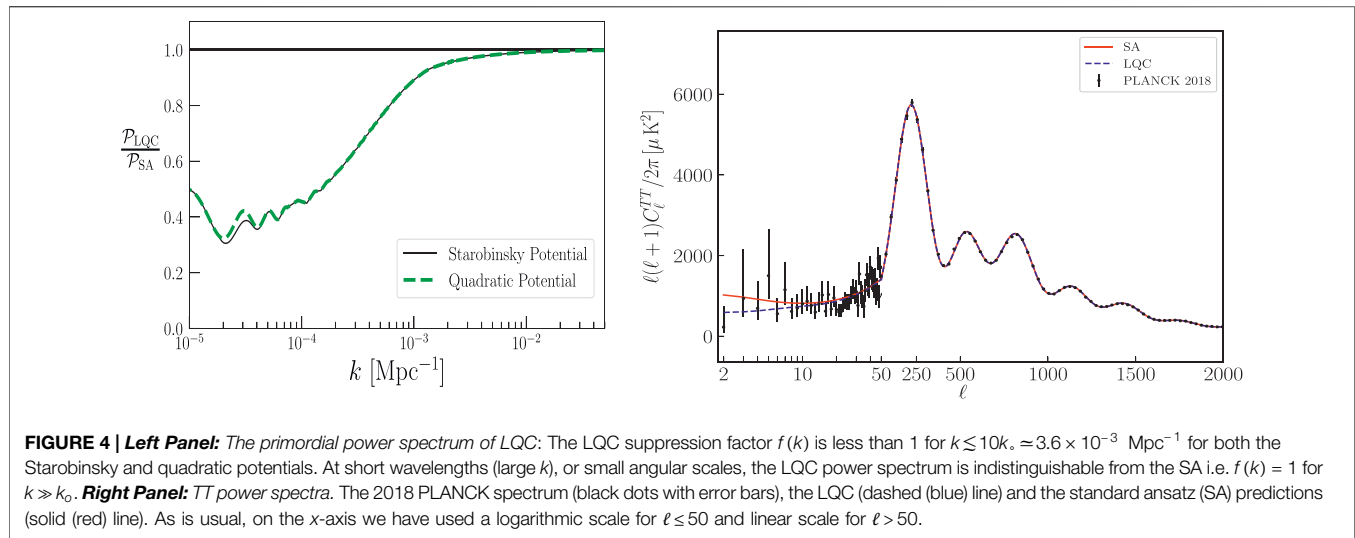 1.0
0.8
0.6
0.4
0.2
0.0
𝒫_LQC
𝒫_SA
10⁻⁵ 10⁻⁴ 10⁻³ 10⁻²
k [Mpc⁻¹]
Starobinsky Potential
Quadratic Potential
6000
4000
2000
0
ℓ(ℓ+1)C_ℓ^TT/2π [μK²]
SA
LQC
PLANCK 2018
2 10 50 250 500 1000 1500 2000
ℓ
FIGURE 4 | Left Panel: The primordial power spectrum of LQC: The LQC suppression factor f(k) is less than 1 for k≲10k∘ ≃3.6 × 10⁻³ Mpc⁻¹ for both the
Starobinsky and quadratic potentials. At short wavelengths (large k), or small angular scales, the LQC power spectrum is indistinguishable from the SA i.e. f(k) = 1 for
k ≫ kₒ. Right Panel: TT power spectra. The 2018 PLANCK spectrum (black dots with error bars), the LQC (dashed (blue) line) and the standard ansatz (SA) predictions
(solid (red) line). As is usual, on the x-axis we have used a logarithmic scale for ℓ ≤ 50 and linear scale for ℓ > 50.